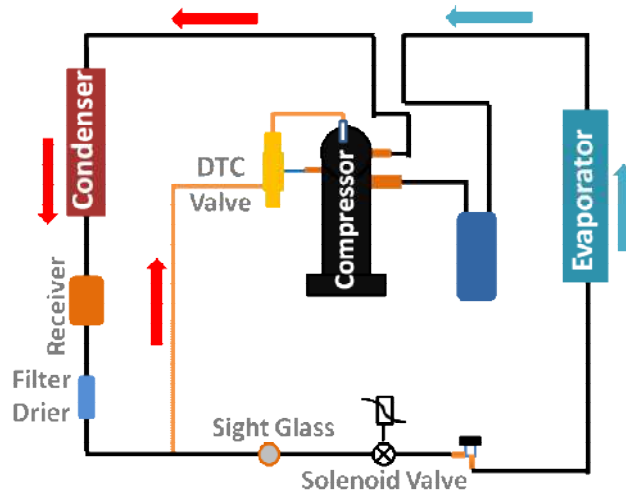 Condenser
DTC
Valve
Compressor
Evaporator
Receiver
Filter
Drier
Sight Glass
Solenoid Valve